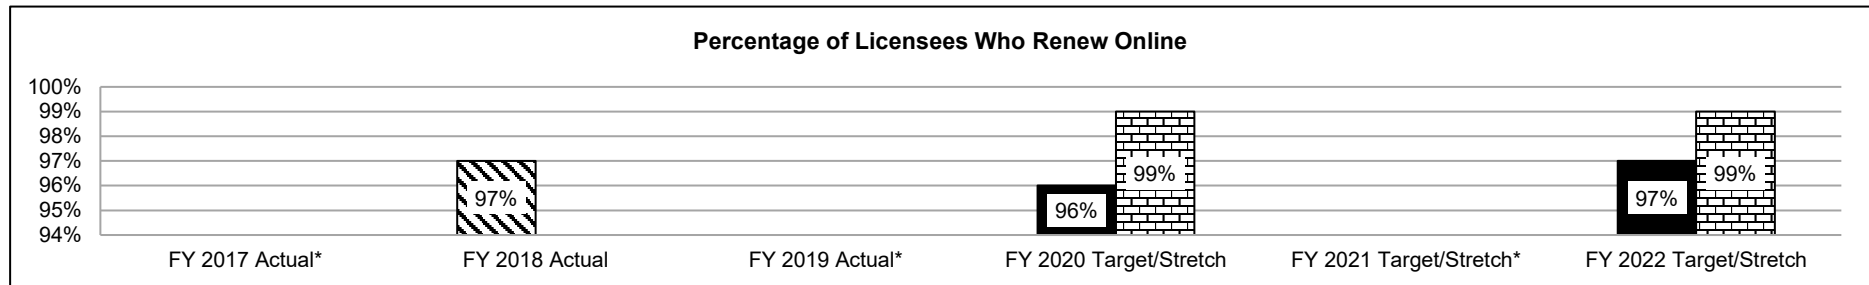 Percentage of Licensees Who Renew Online
100%
99%
98%
97%
96%
95%
94%
97%
96%
99%
97%
99%
FY 2017 Actual*
FY 2018 Actual
FY 2019 Actual*
FY 2020 Target/Stretch
FY 2021 Target/Stretch*
FY 2022 Target/Stretch